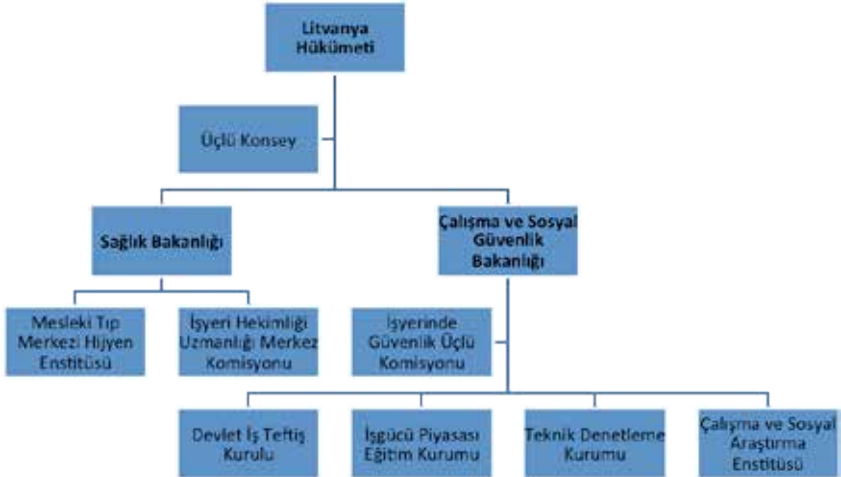 Litvanya
Hükümeti
Üçlü Konsey
Sağlık Bakanlığı
Çalışma ve Sosyal
Güvenlik
Bakanlığı
Mesleki Tıp
Merkezi Hijyen
Enstitüsü
İşyeri Hekimliği
Uzmanlığı Merkez
Komisyonu
İşyerinde
Güvenlik Üçlü
Komisyonu
Devlet İş Teftiş
Kurulu
İşgücü Piyasası
Eğitim Kurumu
Teknik Denetleme
Kurumu
Çalışma ve Sosyal
Araştırma
Enstitüsü